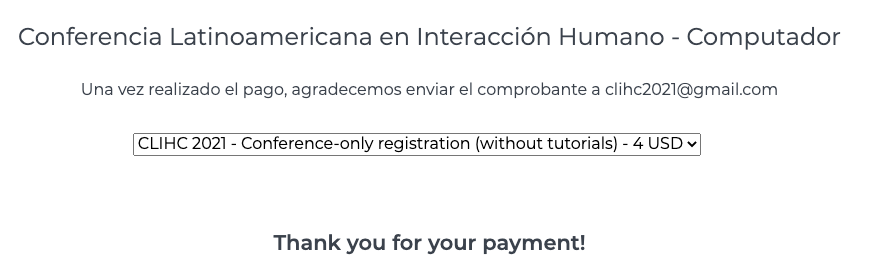 Conferencia Latinoamericana en Interacción Humano - Computador
Una vez realizado el pago, agradecemos enviar el comprobante a clihc2021@gmail.com
CLIHC 2021 - Conference-only registration (without tutorials) - 4 USD
Thank you for your payment!